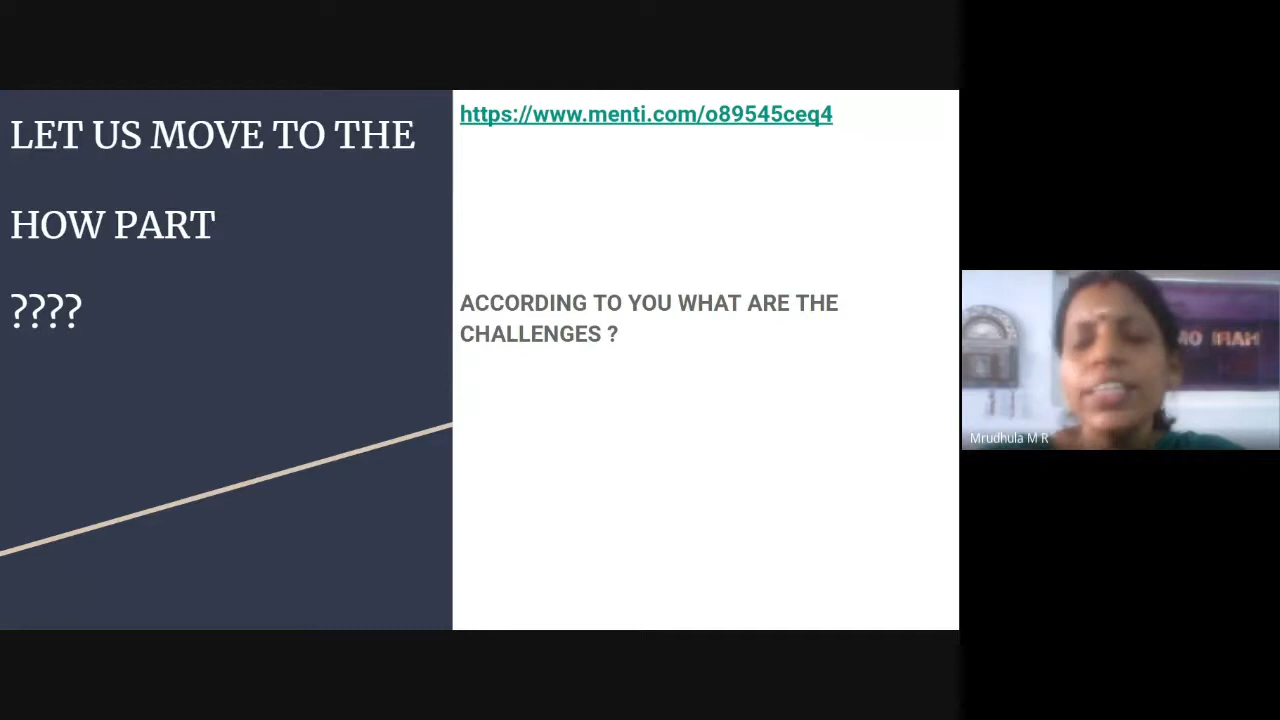 LET US MOVE TO THE
HOW PART
????
https://www.menti.com/o89545ceq4
ACCORDING TO YOU WHAT ARE THE
CHALLENGES ?
Mrudhula M R